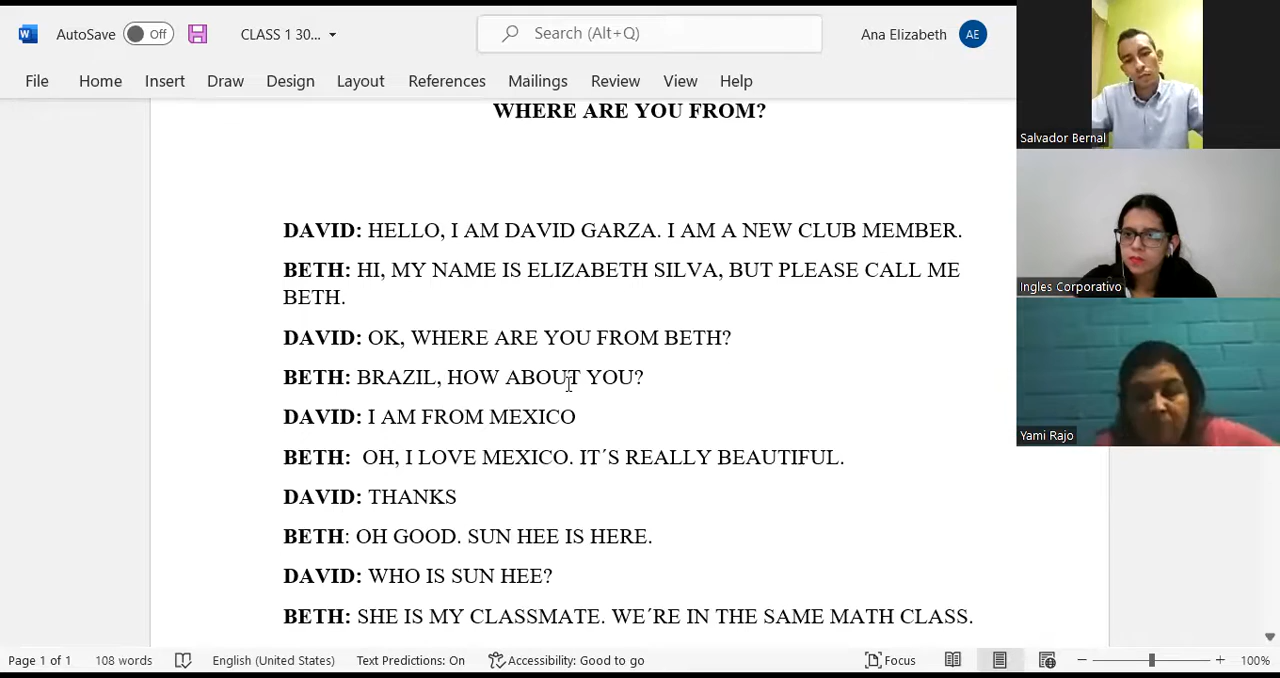 AutoSave Off CLASS 1 30... Search (Alt+Q) Ana Elizabeth AE
File Home Insert Draw Design Layout References Mailings Review View Help
WHERE ARE YOU FROM?
DAVID: HELLO, I AM DAVID GARZA. I AM A NEW CLUB MEMBER.
BETH: HI, MY NAME IS ELIZABETH SILVA, BUT PLEASE CALL ME
BETH.
DAVID: OK, WHERE ARE YOU FROM BETH?
BETH: BRAZIL, HOW ABOUT YOU?
DAVID: I AM FROM MEXICO
BETH: OH, I LOVE MEXICO. IT´S REALLY BEAUTIFUL.
DAVID: THANKS
BETH: OH GOOD. SUN HEE IS HERE.
DAVID: WHO IS SUN HEE?
BETH: SHE IS MY CLASSMATE. WE´RE IN THE SAME MATH CLASS.
Page 1 of 1 108 words English (United States) Text Predictions: On Accessibility: Good to go Focus 100%
Salvador Bernal
Ingles Corporativo
Yami Rajo